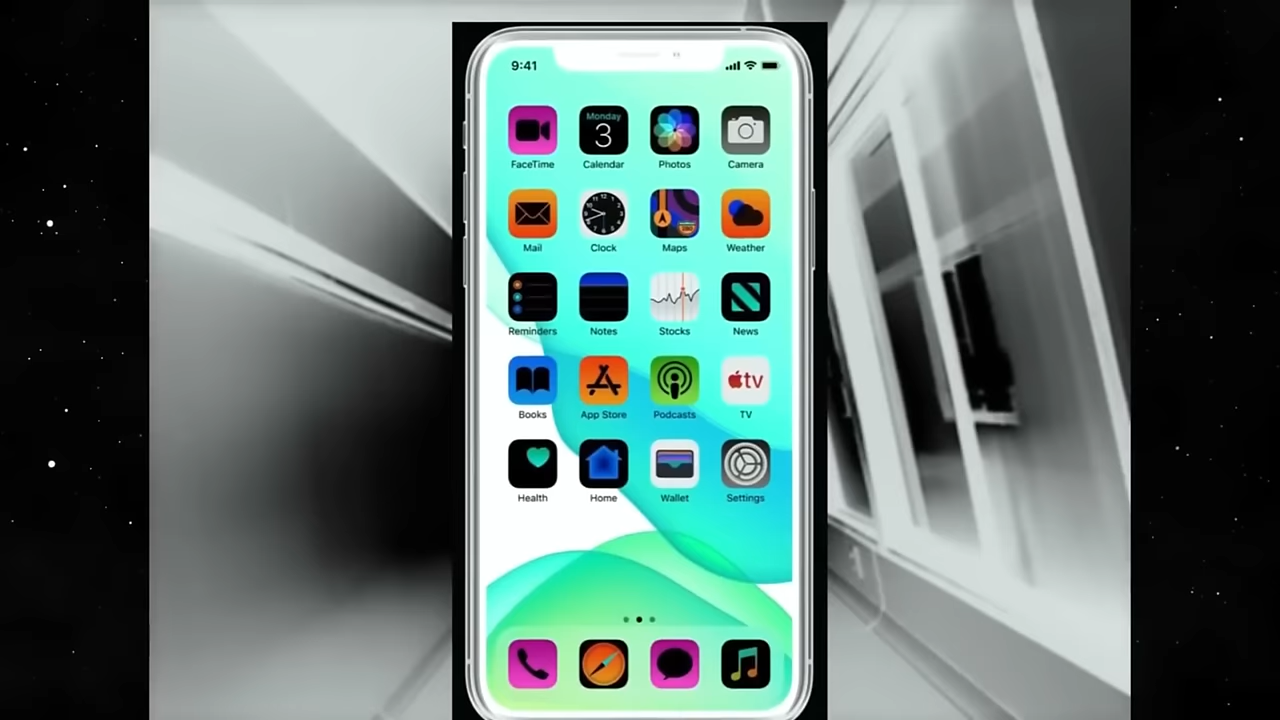 9:41
Monday
3
FaceTime Calendar Photos Camera
Mail Clock Maps Weather
Reminders Notes Stocks News
tv
Books App Store Podcasts TV
Health Home Wallet Settings